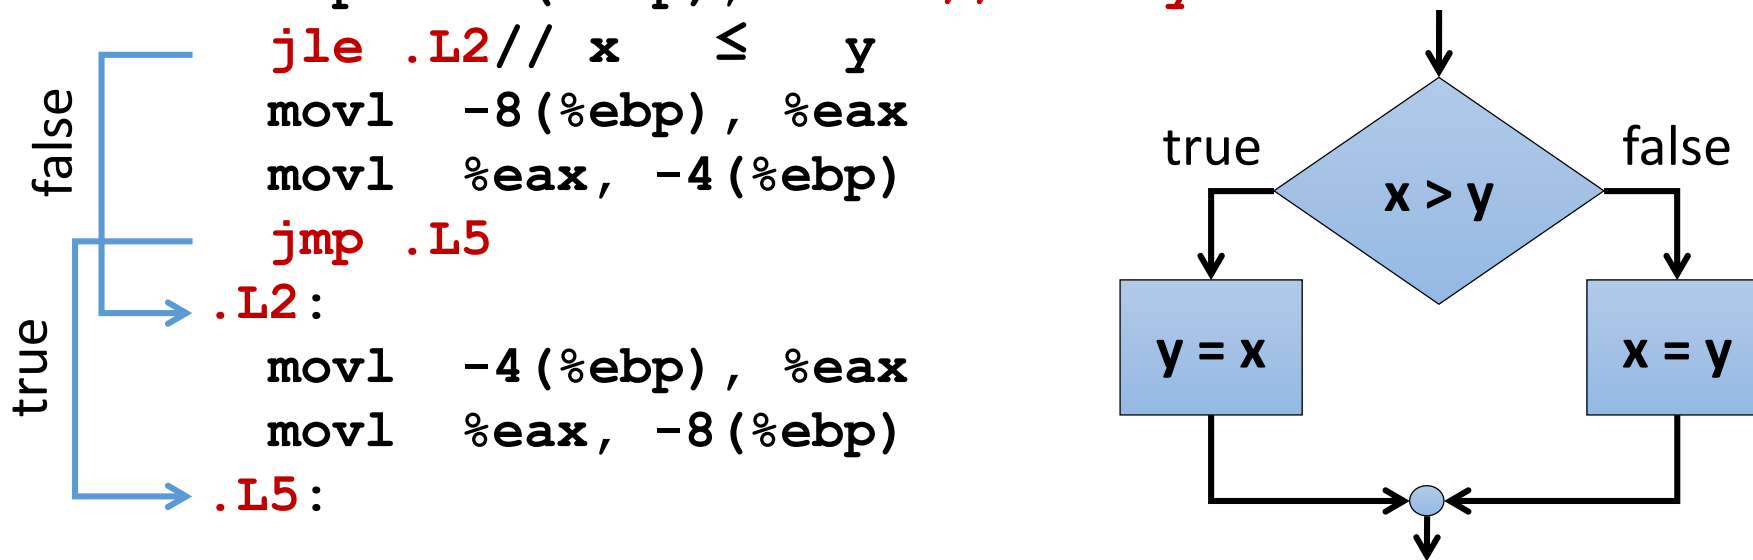 jle .L2// x ≤ y
movl -8(%ebp), %eax
movl %eax, -4(%ebp)
jmp .L5
.L2:
movl -4(%ebp), %eax
movl %eax, -8(%ebp)
.L5:
false
true
true
false
x > y
y = x
x = y